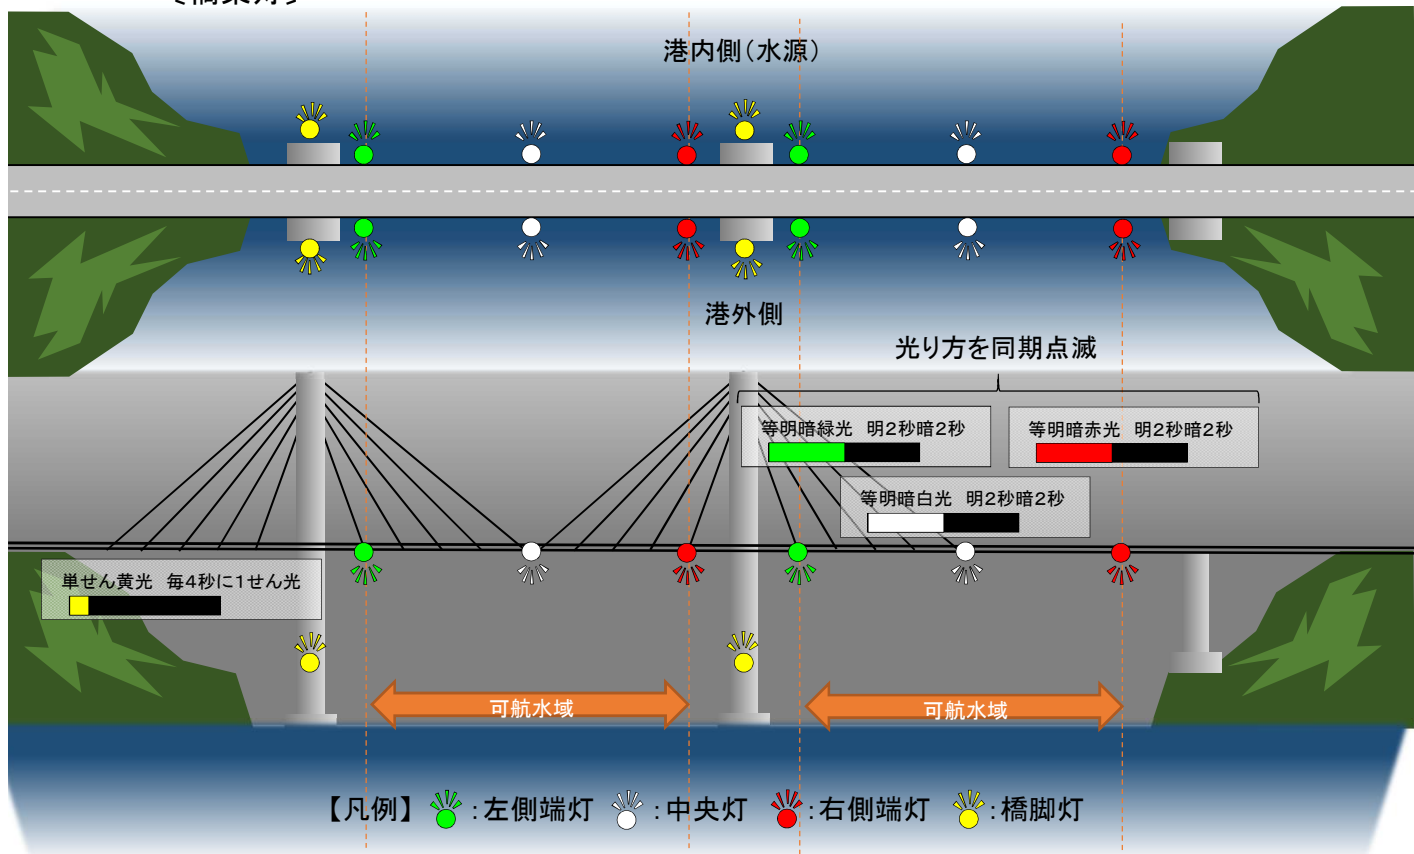 《橋梁灯》
港内側（水源）
港外側
光り方を同期点滅
等明暗緑光　明２秒暗２秒
等明暗赤光　明２秒暗２秒
等明暗白光　明２秒暗２秒
単せん黄光　毎４秒に１せん光
可航水域
可航水域
【凡例】　：左側端灯　：中央灯　：右側端灯　：橋脚灯